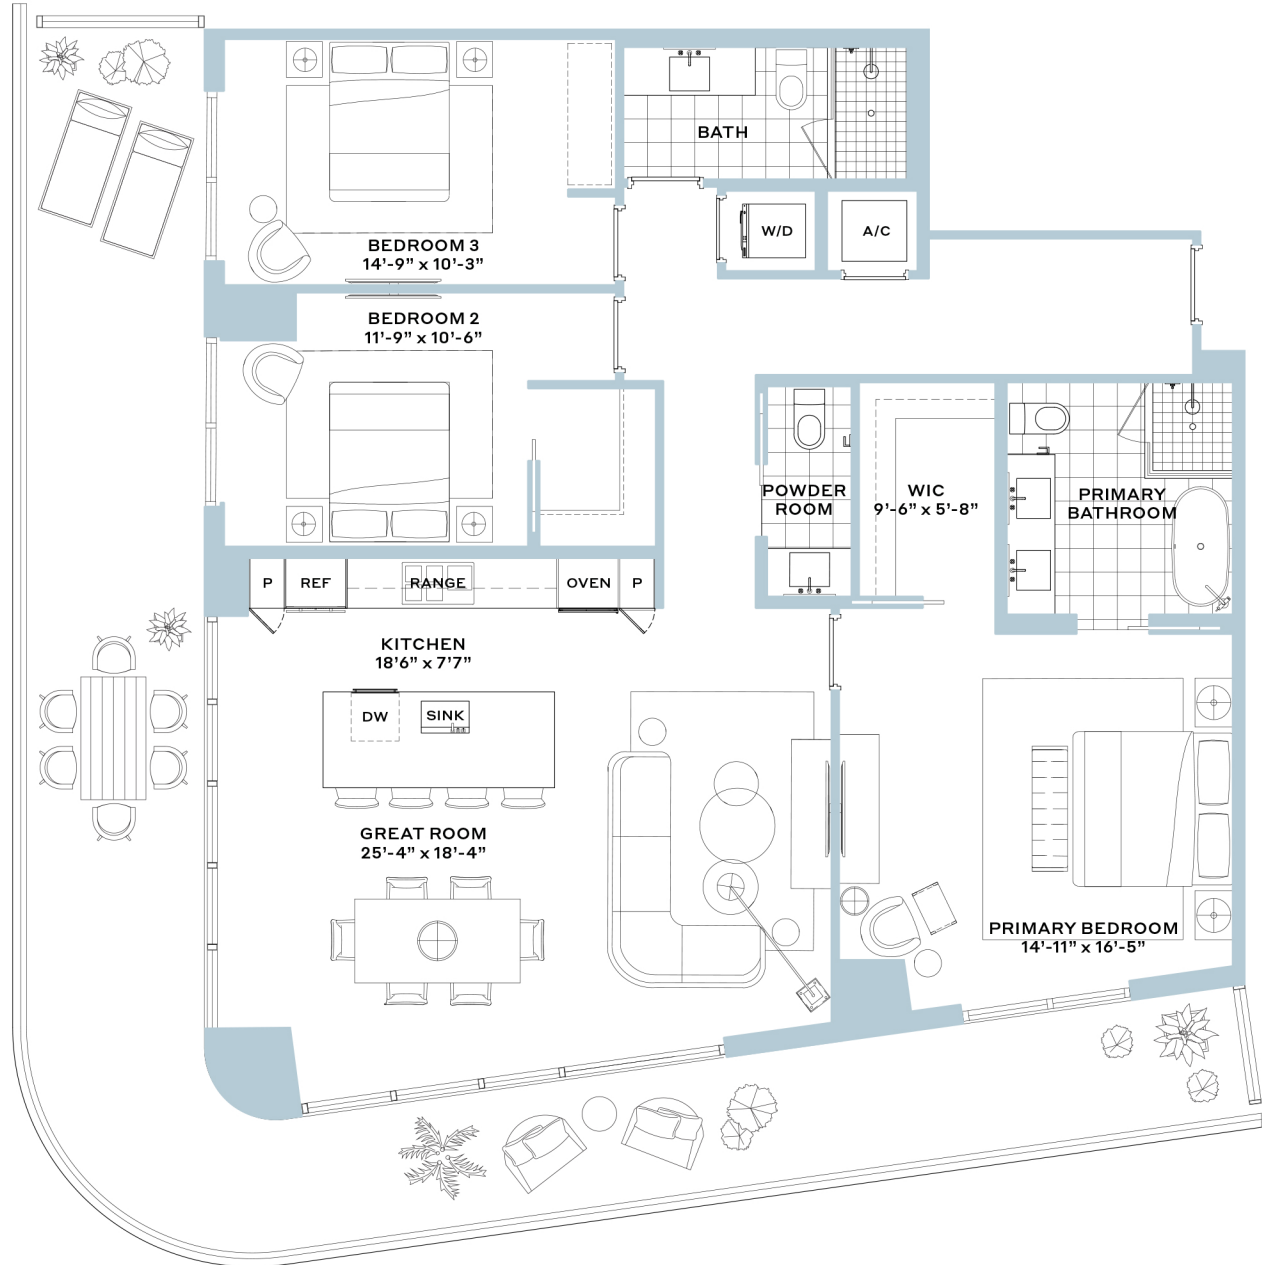 BATH
W/D
A/C
BEDROOM 3
14’-9” x 10’-3”
BEDROOM 2
11’-9” x 10’-6”
POWDER
ROOM
WIC
9’-6” x 5’-8”
PRIMARY
BATHROOM
P
REF
RANGE
OVEN
P
KITCHEN
18’6” x 7’7”
DW
SINK
GREAT ROOM
25’-4” x 18’-4”
PRIMARY BEDROOM
14’-11” x 16’-5”